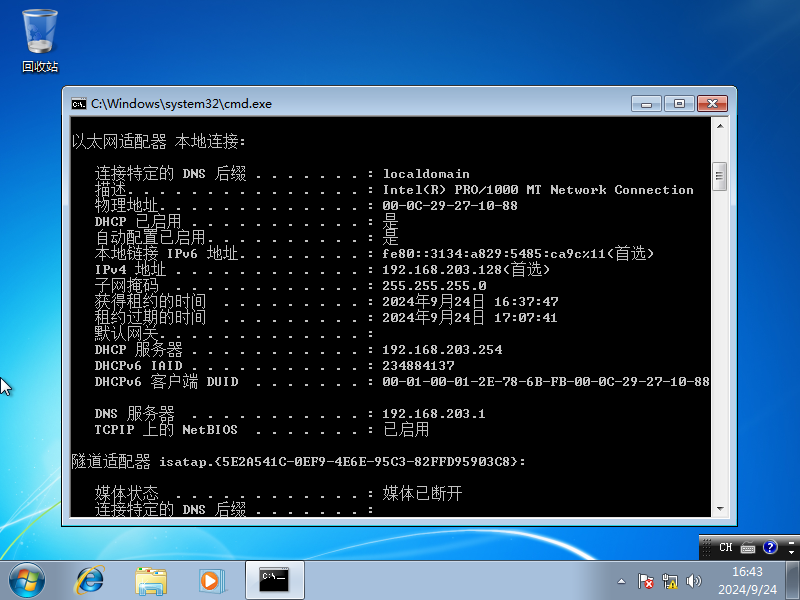 回收站
C:\Windows\system32\cmd.exe
以太网适配器 本地连接:
连接特定的 DNS 后缀 . . . . . . . : localdomain
描述. . . . . . . . . . . . . . . : Intel(R) PRO/1000 MT Network Connection
物理地址. . . . . . . . . . . . . : 00-0C-29-27-10-88
DHCP 已启用 . . . . . . . . . . . : 是
自动配置已启用. . . . . . . . . . : 是
本地链接 IPv6 地址. . . . . . . . : fe80::3134:a829:5485:ca9c%11(首选)
IPv4 地址 . . . . . . . . . . . . : 192.168.203.128(首选)
子网掩码  . . . . . . . . . . . . : 255.255.255.0
获得租约的时间  . . . . . . . . . : 2024年9月24日 16:37:47
租约过期的时间  . . . . . . . . . : 2024年9月24日 17:07:41
默认网关. . . . . . . . . . . . . :
DHCP 服务器 . . . . . . . . . . . : 192.168.203.254
DHCPv6 IAID . . . . . . . . . . . : 234884137
DHCPv6 客户端 DUID  . . . . . . . : 00-01-00-01-2E-78-6B-FB-00-0C-29-27-10-88
DNS 服务器  . . . . . . . . . . . : 192.168.203.1
TCPIP 上的 NetBIOS  . . . . . . . : 已启用
隧道适配器 isatap.{5E2A541C-0EF9-4E6E-95C3-82FFD95903C8}:
媒体状态  . . . . . . . . . . . . : 媒体已断开
连接特定的 DNS 后缀 . . . . . . . :
CH
16:43
2024/9/24